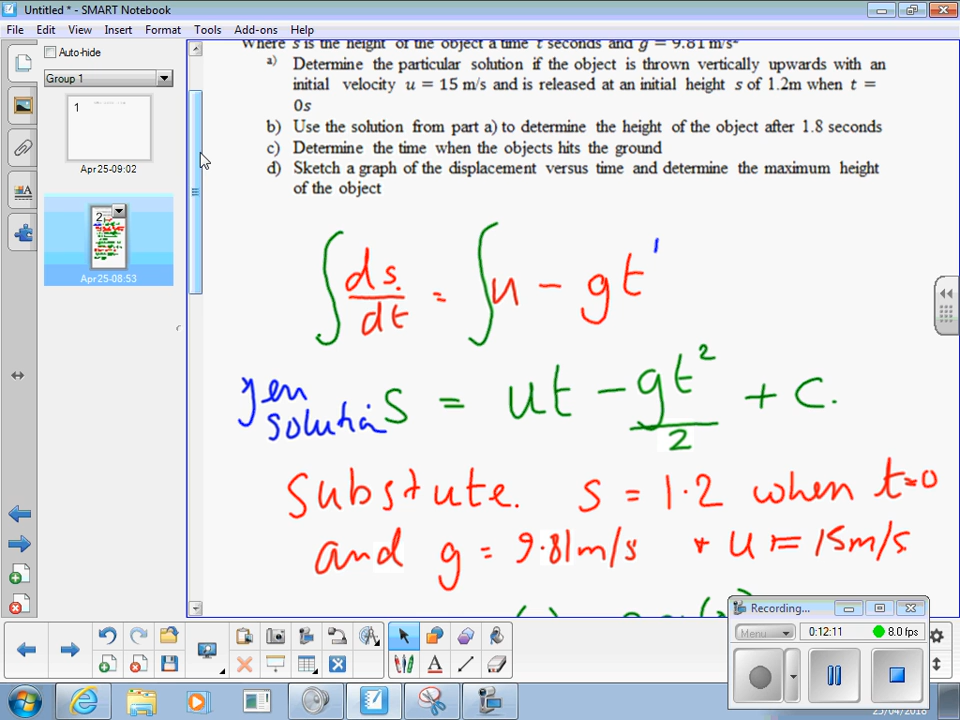 Untitled * - SMART Notebook
File Edit View Insert Format Tools Add-ons Help
Auto-hide
Group 1
1
Apr25-09:02
2
Apr25-08:53
Where s is the height of the object a time t seconds and g = 9.81 m/s²
a) Determine the particular solution if the object is thrown vertically upwards with an
initial velocity u = 15 m/s and is released at an initial height s of 1.2m when t =
0s
b) Use the solution from part a) to determine the height of the object after 1.8 seconds
c) Determine the time when the objects hits the ground
d) Sketch a graph of the displacement versus time and determine the maximum height
of the object
∫ ds/dt = ∫ u - gt¹
gen
solution s = ut - gt²/2 + c.
Substute. s = 1.2 when t=0
and g = 9.81m/s + u = 15m/s
Recording...
Menu
0:12:11
8.0 fps
25/04/2018